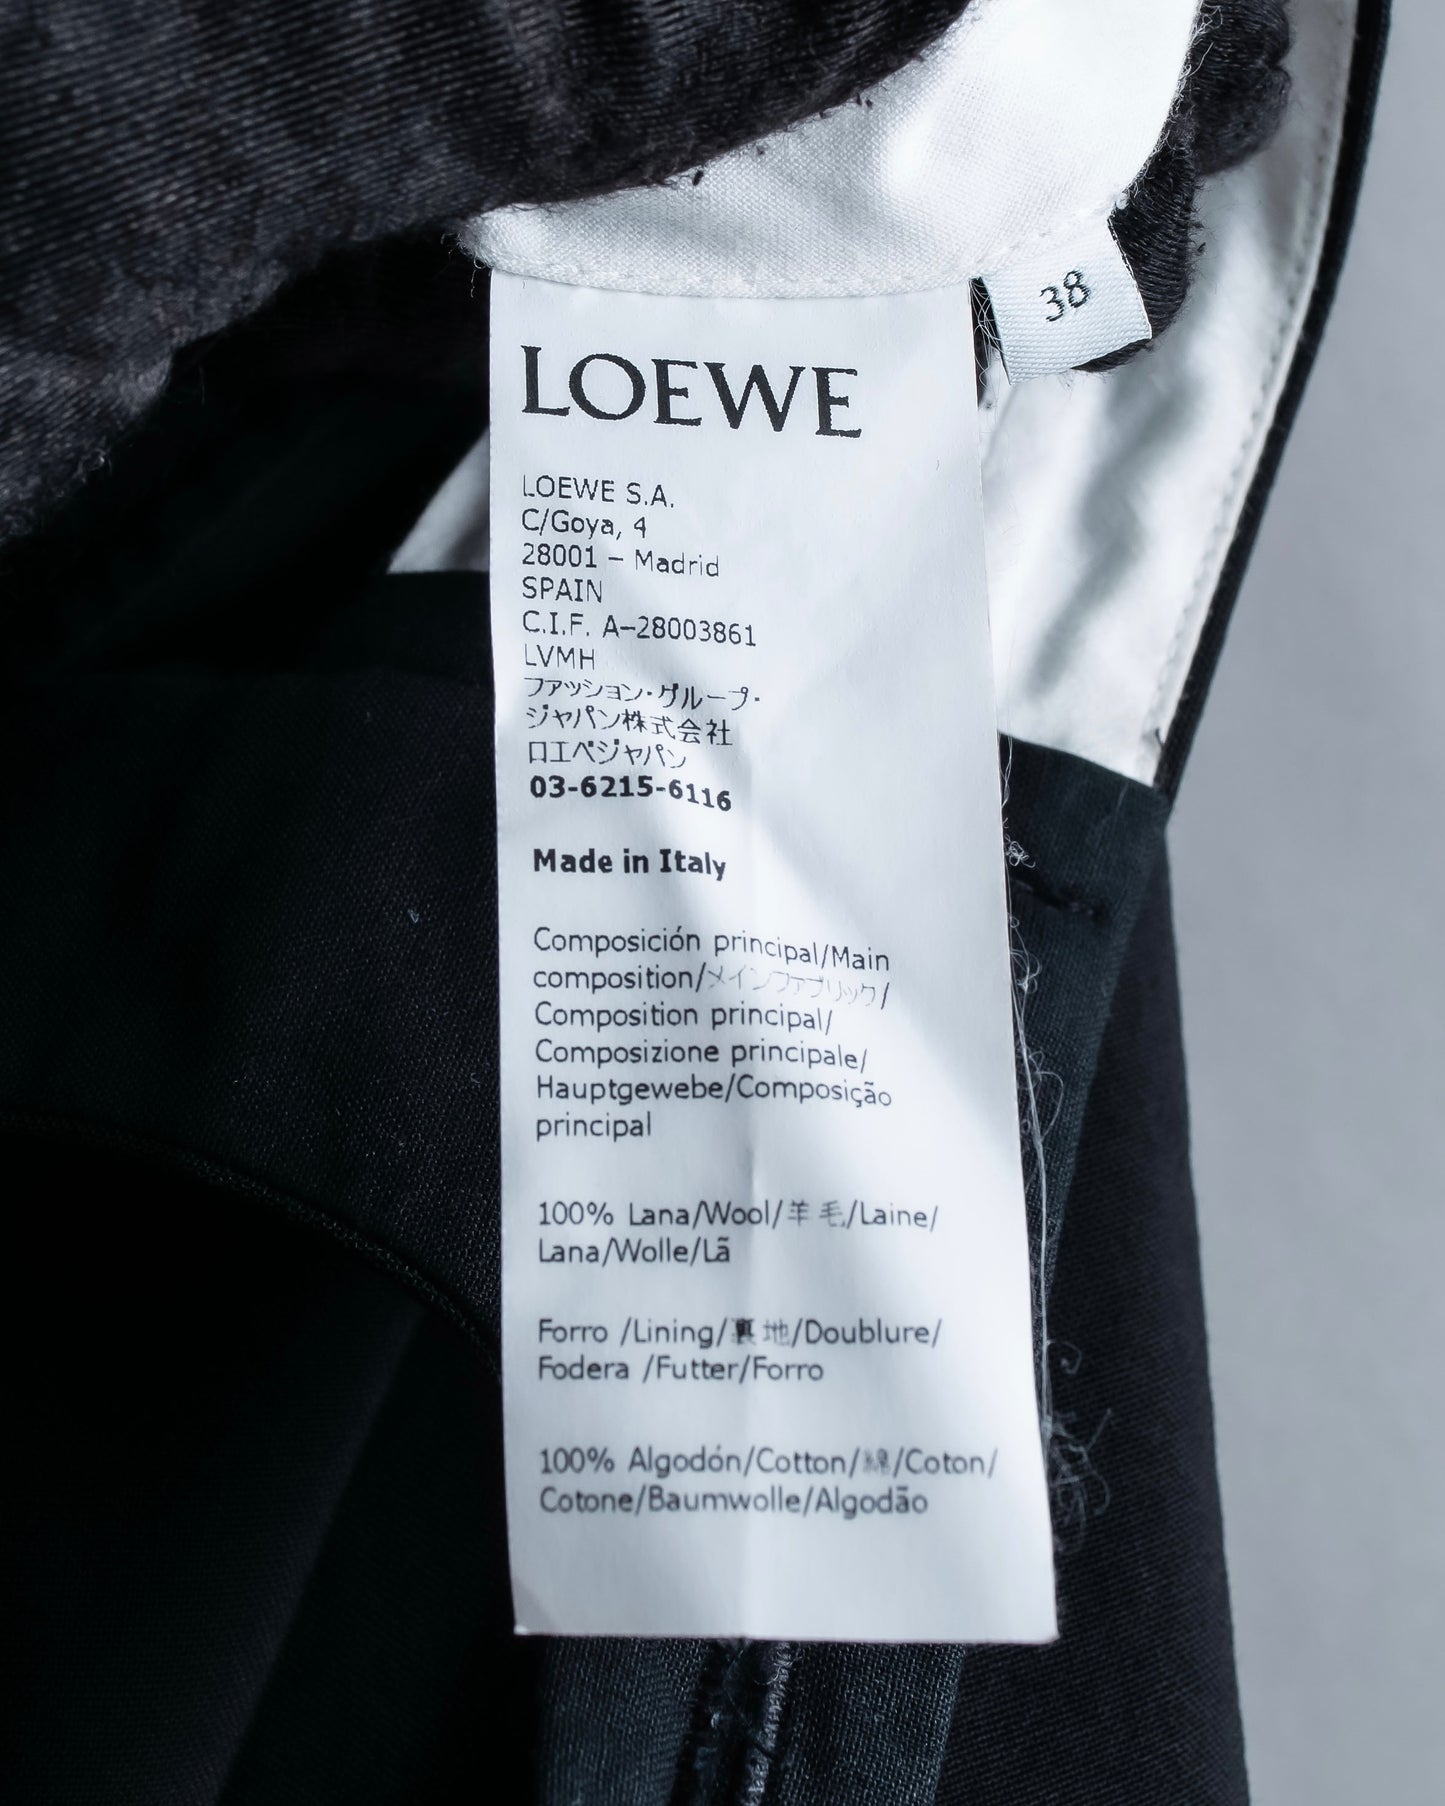 38
LOEWE
LOEWE S.A.
C/Goya, 4
28001 – Madrid
SPAIN
C.I.F. A–28003861
LVMH
ファッション・グループ・
ジャパン株式会社
ロエベジャパン
03-6215-6116
Made in Italy
Composición principal/Main
composition/メインファブリック/
Composition principal/
Composizione principale/
Hauptgewebe/Composição
principal
100% Lana/Wool/羊毛/Laine/
Lana/Wolle/Lã
Forro /Lining/裏地/Doublure/
Fodera /Futter/Forro
100% Algodón/Cotton/綿/Coton/
Cotone/Baumwolle/Algodão